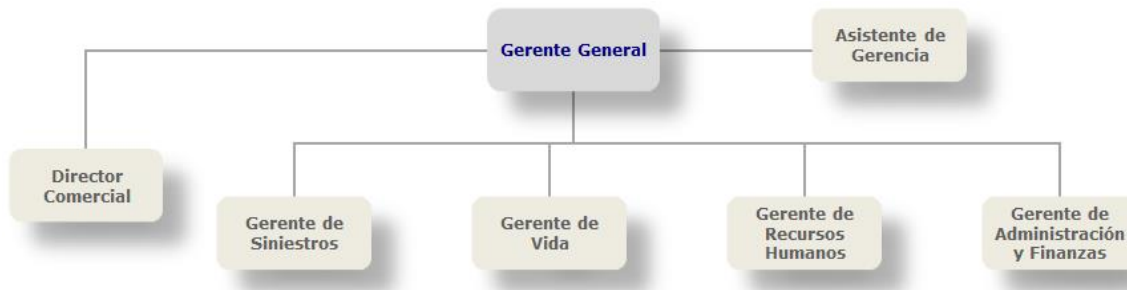 Gerente General
Asistente de
Gerencia
Director
Comercial
Gerente de
Siniestros
Gerente de
Vida
Gerente de
Recursos
Humanos
Gerente de
Administración
y Finanzas